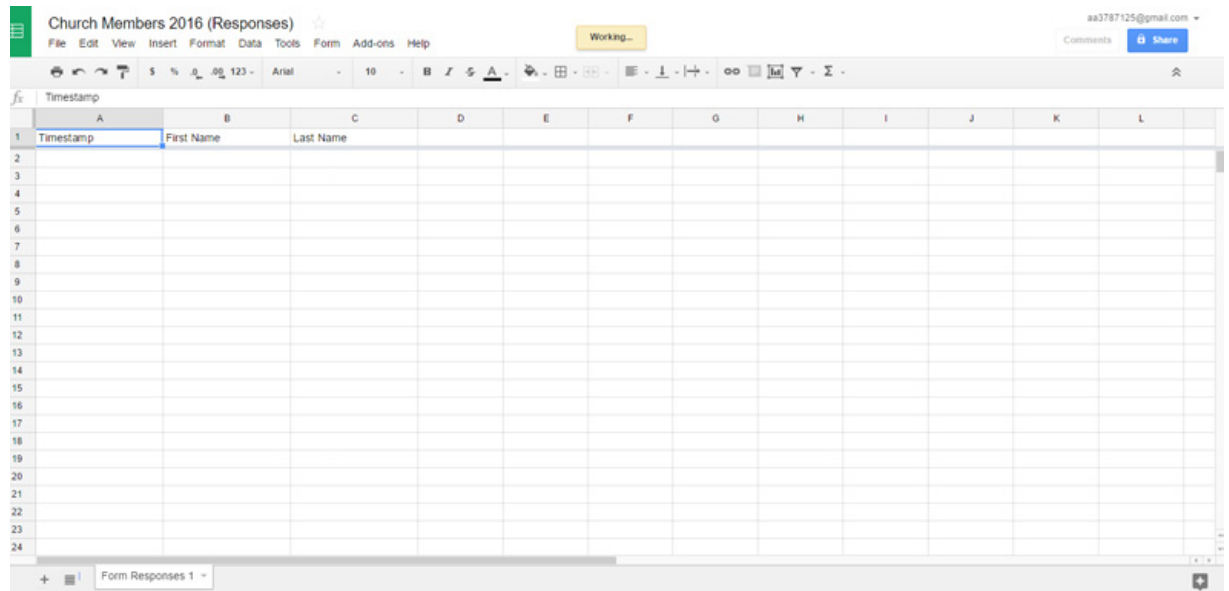 Church Members 2016 (Responses)
aa3787125@gmail.com
File Edit View Insert Format Data Tools Form Add-ons Help
Working...
Comments
Share
$ % .0 .00 123 Arial 10 B I S A Σ
fx Timestamp
A B C D E F G H I J K L
1 Timestamp First Name Last Name
2
3
4
5
6
7
8
9
10
11
12
13
14
15
16
17
18
19
20
21
22
23
24
+ Form Responses 1